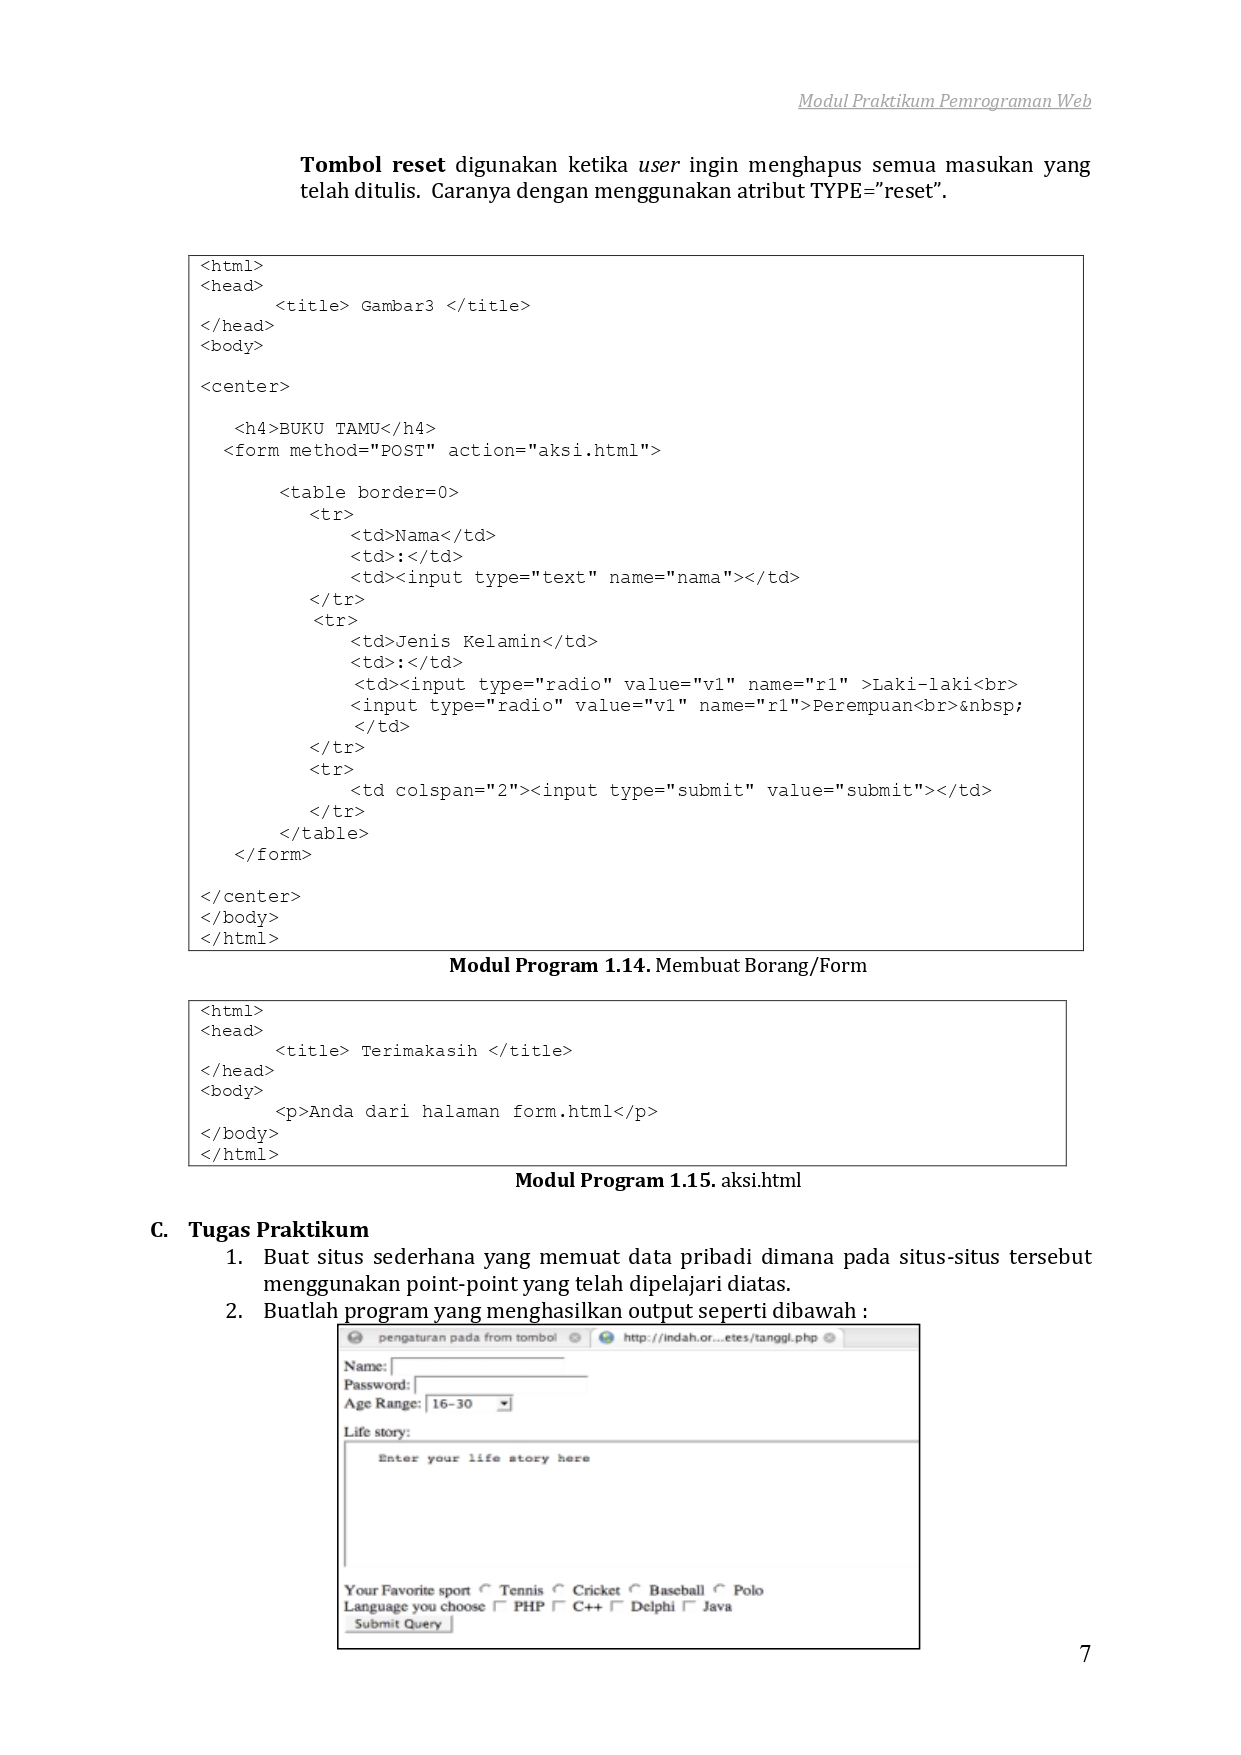 Modul Praktikum Pemrograman Web
Tombol reset digunakan ketika user ingin menghapus semua masukan yang
telah ditulis.  Caranya dengan menggunakan atribut TYPE=”reset”.
<html>
<head>
<title> Gambar3 </title>
</head>
<body>
<center>
<h4>BUKU TAMU</h4>
<form method="POST" action="aksi.html">
<table border=0>
<tr>
<td>Nama</td>
<td>:</td>
<td><input type="text" name="nama"></td>
</tr>
<tr>
<td>Jenis Kelamin</td>
<td>:</td>
<td><input type="radio" value="v1" name="r1" >Laki-laki<br>
<input type="radio" value="v1" name="r1">Perempuan<br>&nbsp;
</td>
</tr>
<tr>
<td colspan="2"><input type="submit" value="submit"></td>
</tr>
</table>
</form>
</center>
</body>
</html>
Modul Program 1.14. Membuat Borang/Form
<html>
<head>
<title> Terimakasih </title>
</head>
<body>
<p>Anda dari halaman form.html</p>
</body>
</html>
Modul Program 1.15. aksi.html
C. Tugas Praktikum
1. Buat situs sederhana yang memuat data pribadi dimana pada situs-situs tersebut
menggunakan point-point yang telah dipelajari diatas.
2. Buatlah program yang menghasilkan output seperti dibawah :
pengaturan pada from tombol http://indah.or...etes/tanggl.php
Name:
Password:
Age Range: 16-30
Life story:
Enter your life story here
Your Favorite sport Tennis Cricket Baseball Polo
Language you choose PHP C++ Delphi Java
Submit Query
7